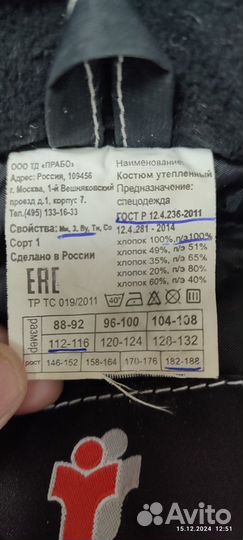 ООО ТД «ПРАБО»
Адрес: Россия, 109456
г. Москва, 1-й Вешняковский
проезд д.1, корпус 7.
Тел.(495) 133-16-33
Свойства: Ми, З, Ву, Тн, Со
Сорт 1
Сделано в России
ЕАС
ТР ТС 019/2011
Наименование:
Костюм утепленный
Предназначение:
спецодежда
ГОСТ Р 12.4.236-2011
12.4.281 - 2014
хлопок 100%, п/э100%
хлопок 49%, п/э 51%
хлопок 35%, п/э 65%
хлопок 20%, п/э 80%
хлопок 60%, п/э 40%
40°
размер
88-92 96-100 104-108
112-116 120-124 128-132
рост 146-152 158-164 170-176 182-188
Avito
15.12.2024 12:51